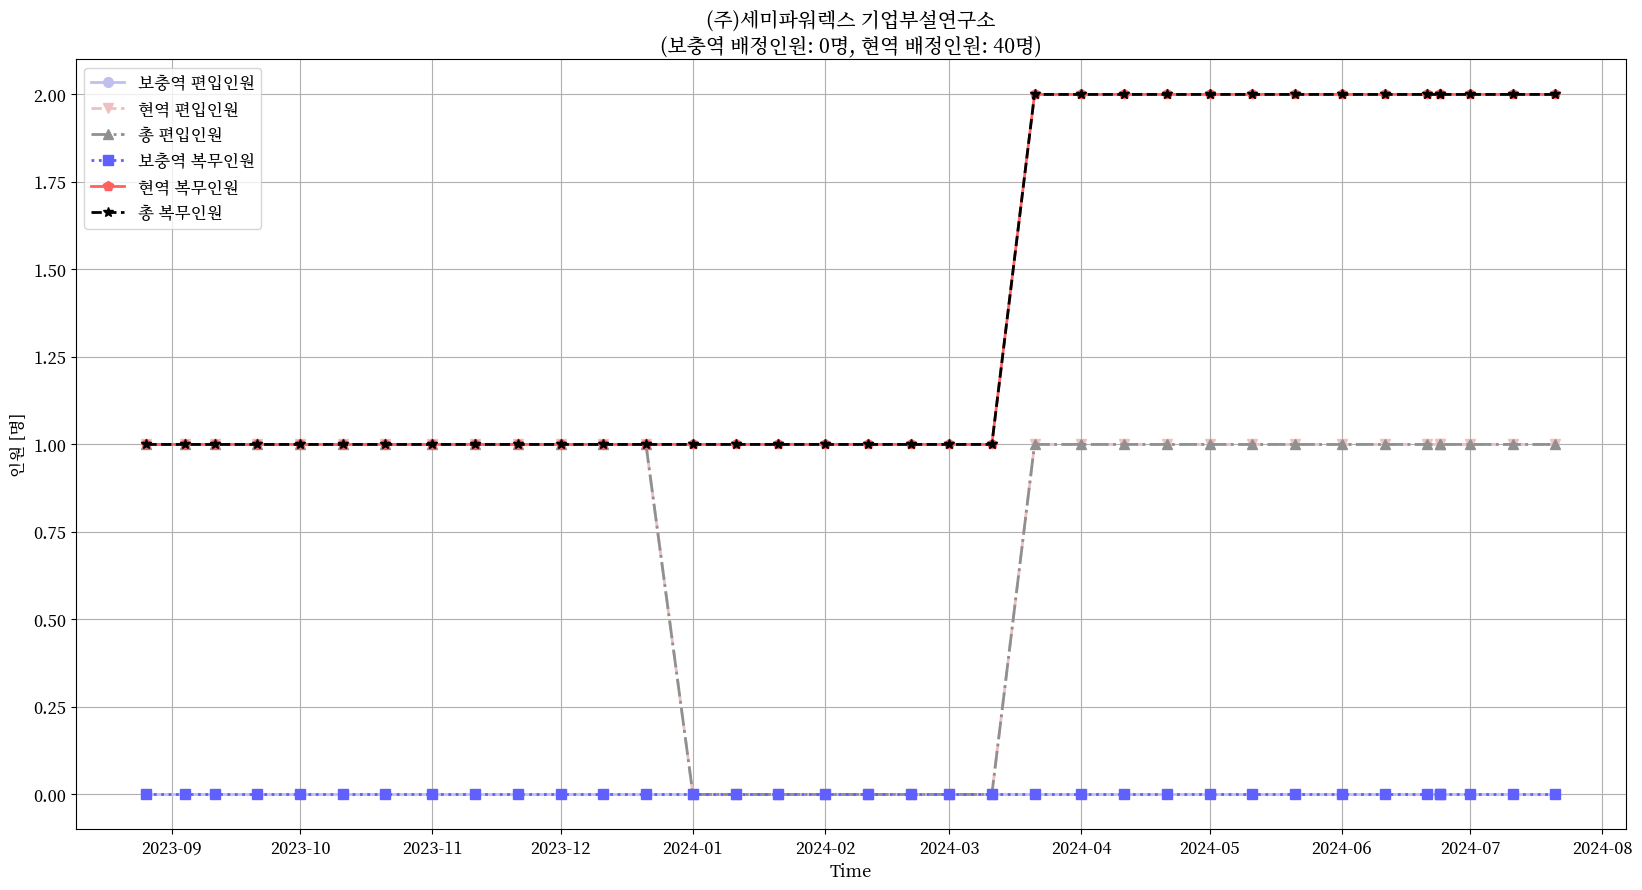 (주)세미파워렉스 기업부설연구소
(보충역 배정인원: 0명, 현역 배정인원: 40명)
보충역 편입인원
현역 편입인원
총 편입인원
보충역 복무인원
현역 복무인원
총 복무인원
인원 [명]
2.00
1.75
1.50
1.25
1.00
0.75
0.50
0.25
0.00
2023-09
2023-10
2023-11
2023-12
2024-01
2024-02
2024-03
2024-04
2024-05
2024-06
2024-07
2024-08
Time